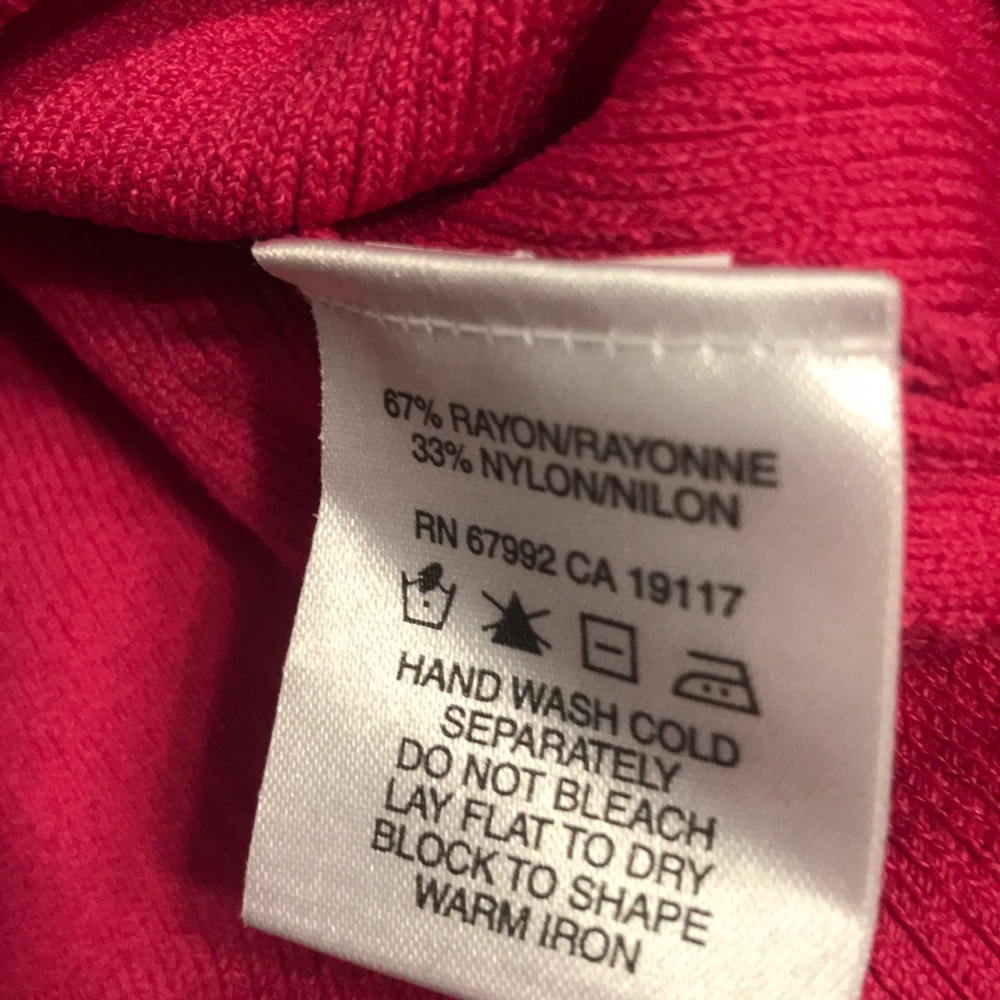 67% RAYON/RAYONNE
33% NYLON/NILON
RN 67992 CA 19117
HAND WASH COLD
SEPARATELY
DO NOT BLEACH
LAY FLAT TO DRY
BLOCK TO SHAPE
WARM IRON